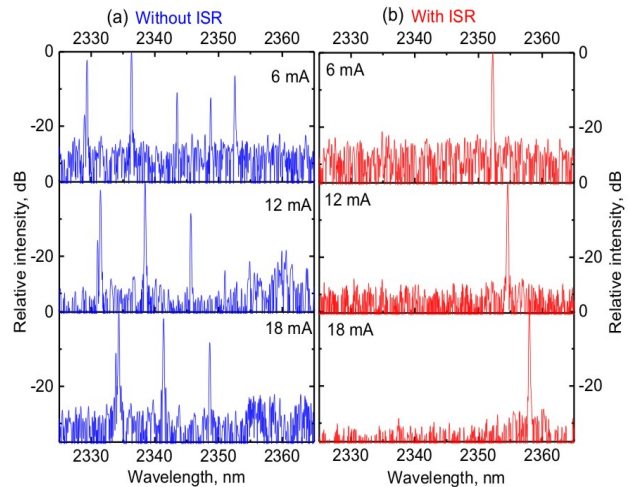 (a) Without ISR
(b) With ISR
2330 2340 2350 2360
2330 2340 2350 2360
0
-20
0
-20
0
-20
6 mA
12 mA
18 mA
6 mA
12 mA
18 mA
0
-20
0
-20
0
-20
Relative intensity, dB
Relative intensity, dB
2330 2340 2350 2360
2330 2340 2350 2360
Wavelength, nm
Wavelength, nm